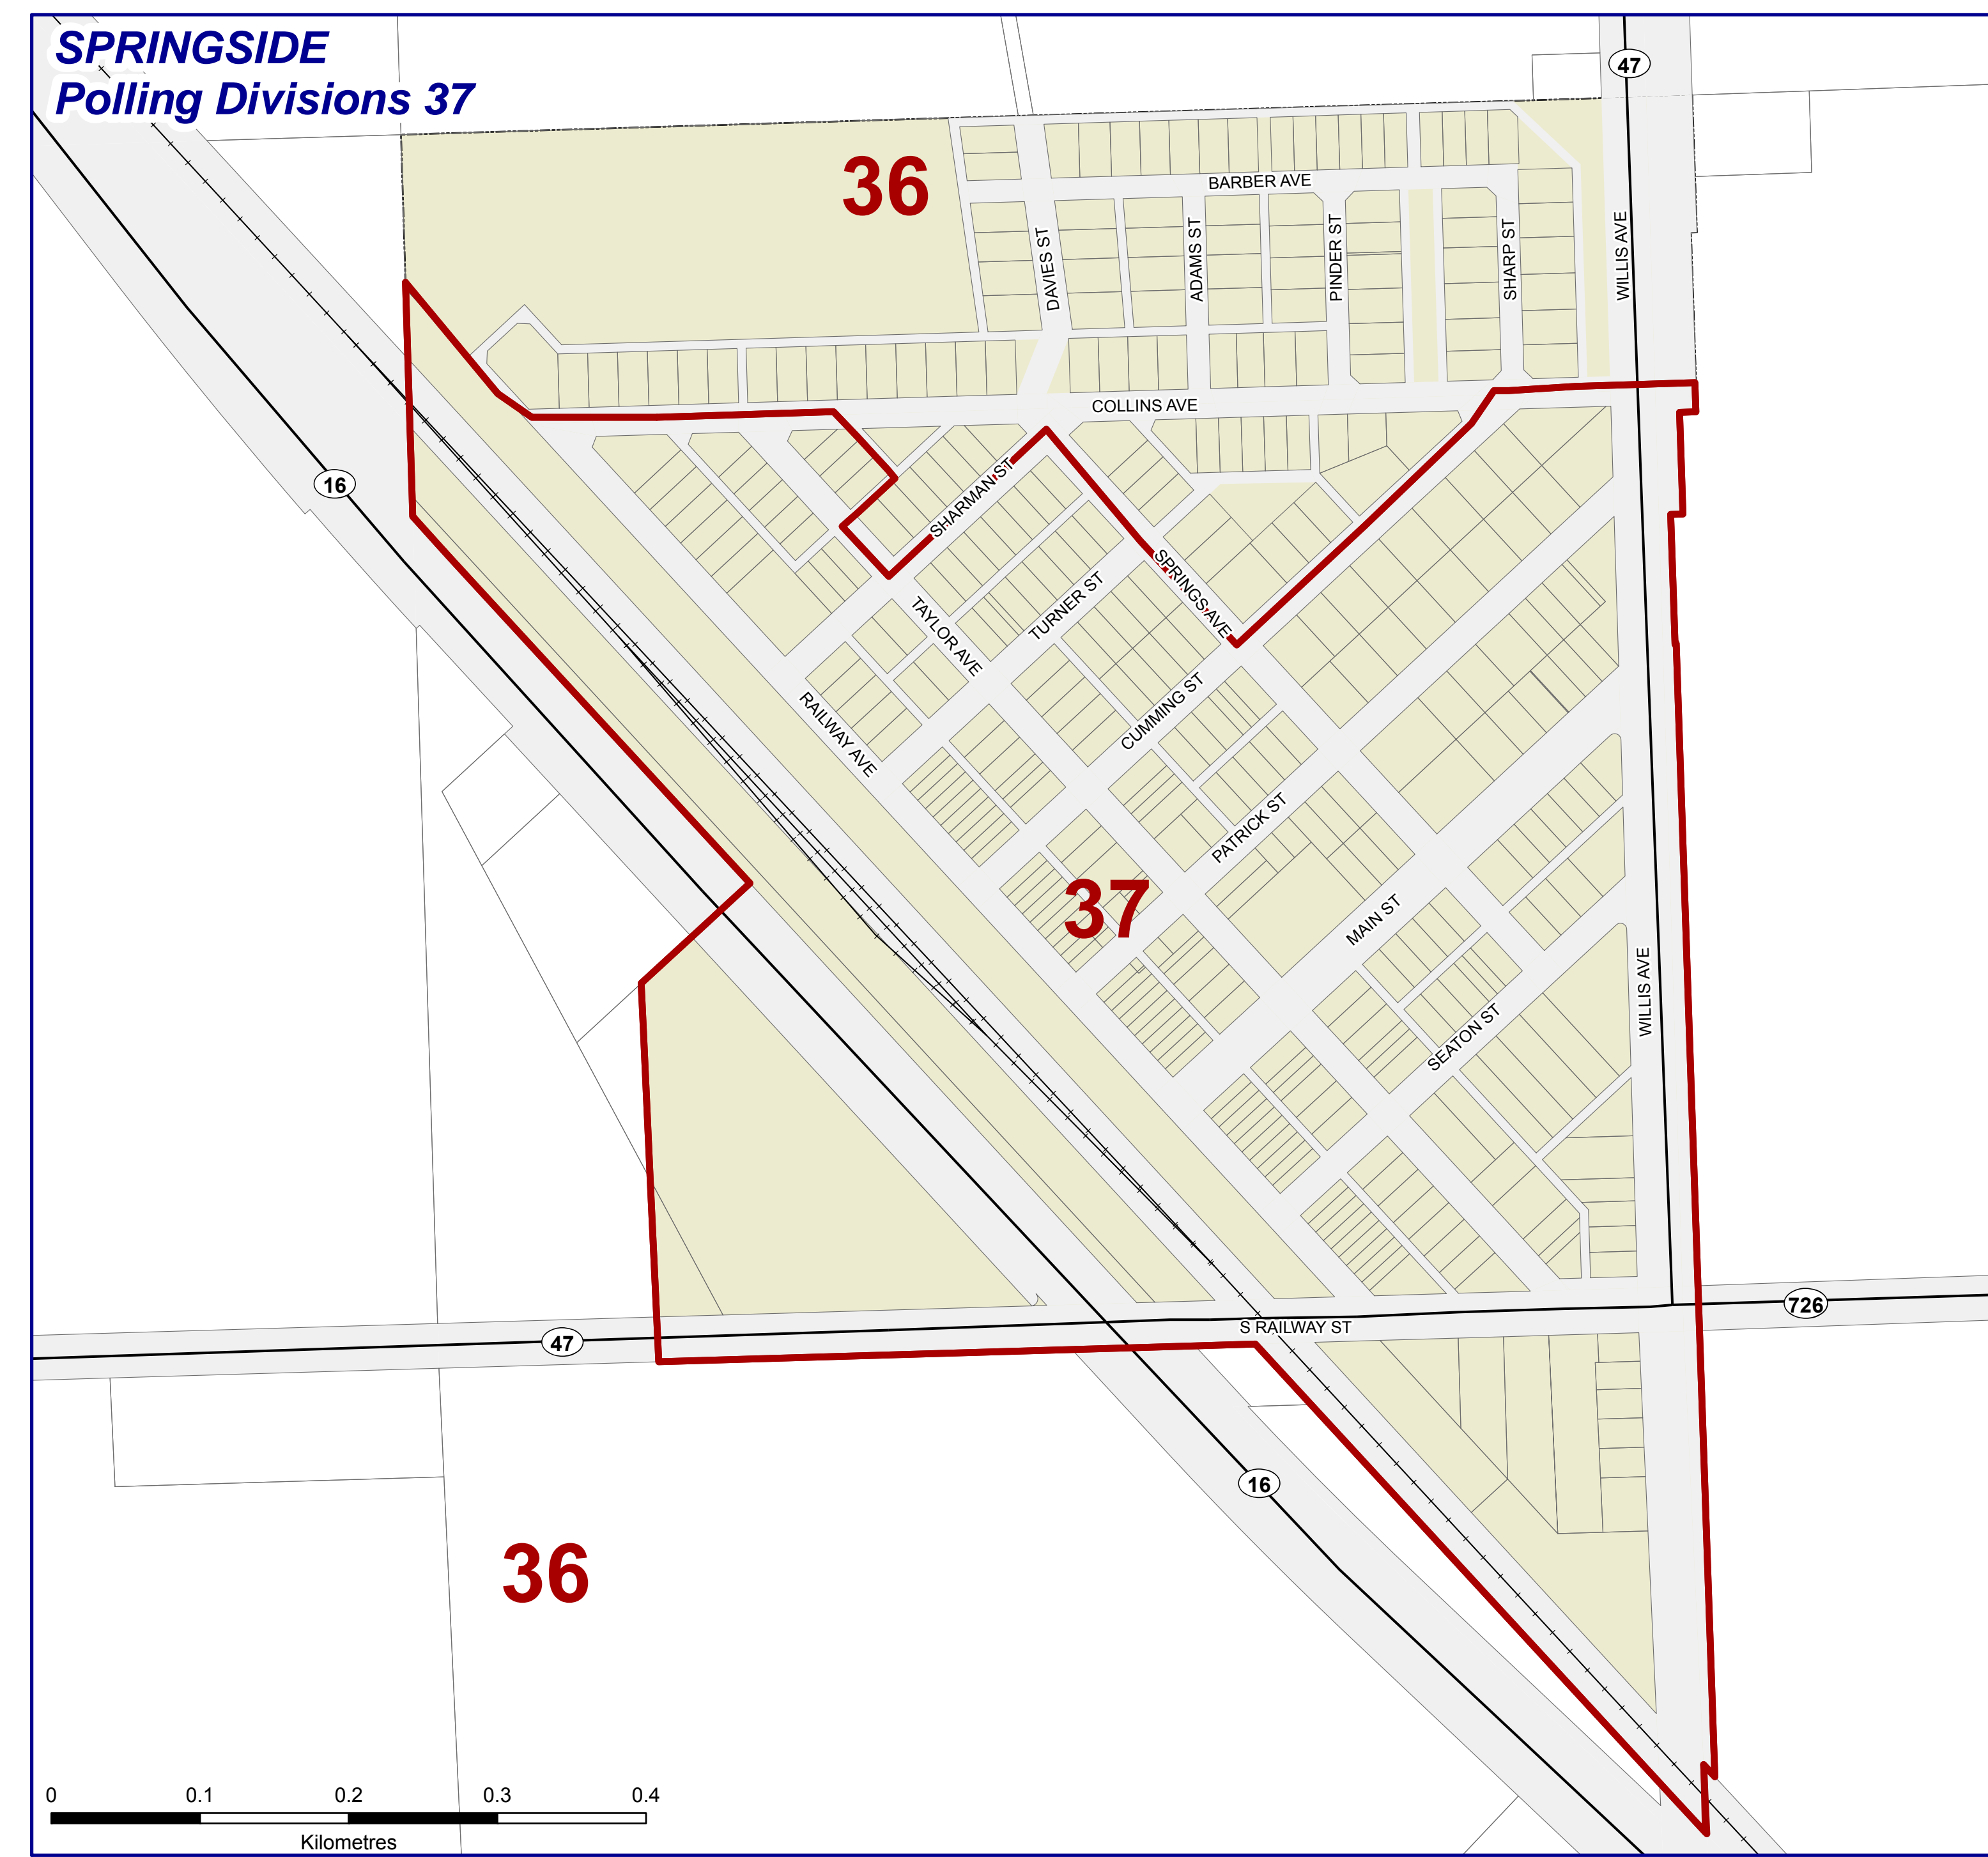 SPRINGSIDE
Polling Divisions 37
47
36
BARBER AVE
DAVIES ST
ADAMS ST
PINDER ST
SHARP ST
WILLIS AVE
COLLINS AVE
16
SHARMAN ST
SPRINGS AVE
TURNER ST
TAYLOR AVE
CUMMING ST
RAILWAY AVE
PATRICK ST
37
MAIN ST
WILLIS AVE
SEATON ST
726
S RAILWAY ST
47
16
36
0 0.1 0.2 0.3 0.4
Kilometres